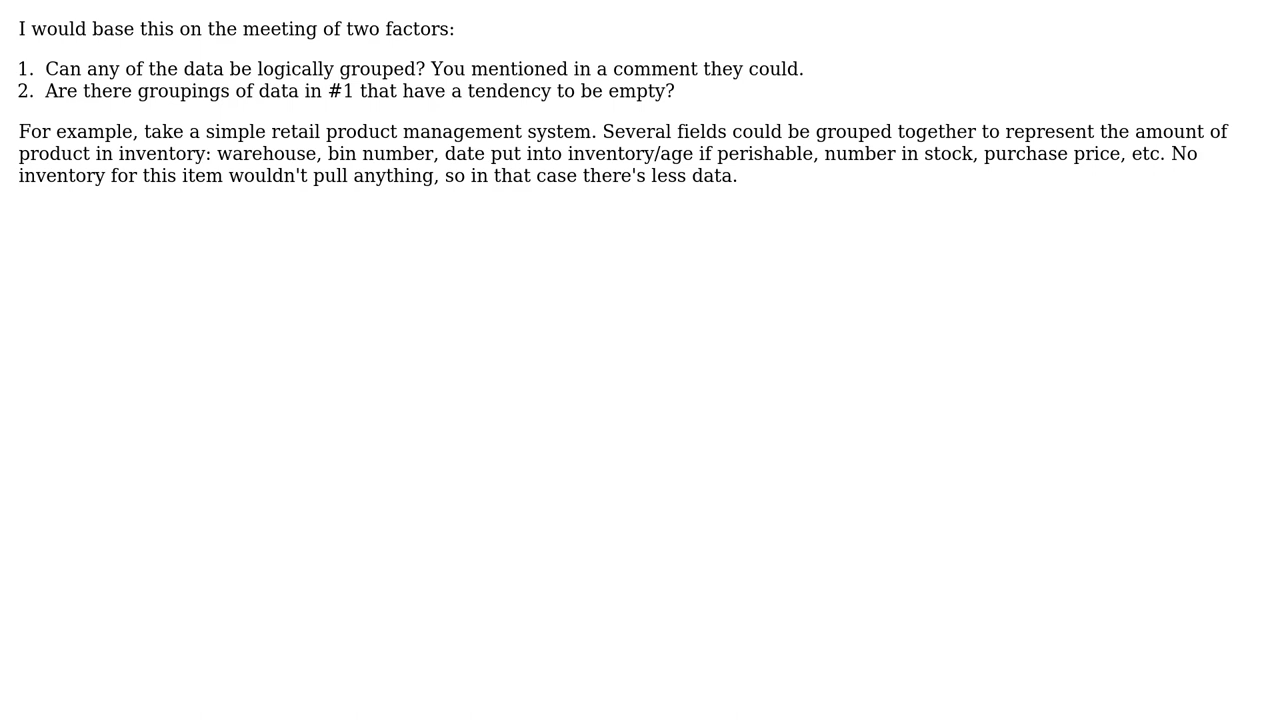 I would base this on the meeting of two factors:
1. Can any of the data be logically grouped? You mentioned in a comment they could.
2. Are there groupings of data in #1 that have a tendency to be empty?
For example, take a simple retail product management system. Several fields could be grouped together to represent the amount of
product in inventory: warehouse, bin number, date put into inventory/age if perishable, number in stock, purchase price, etc. No
inventory for this item wouldn't pull anything, so in that case there's less data.